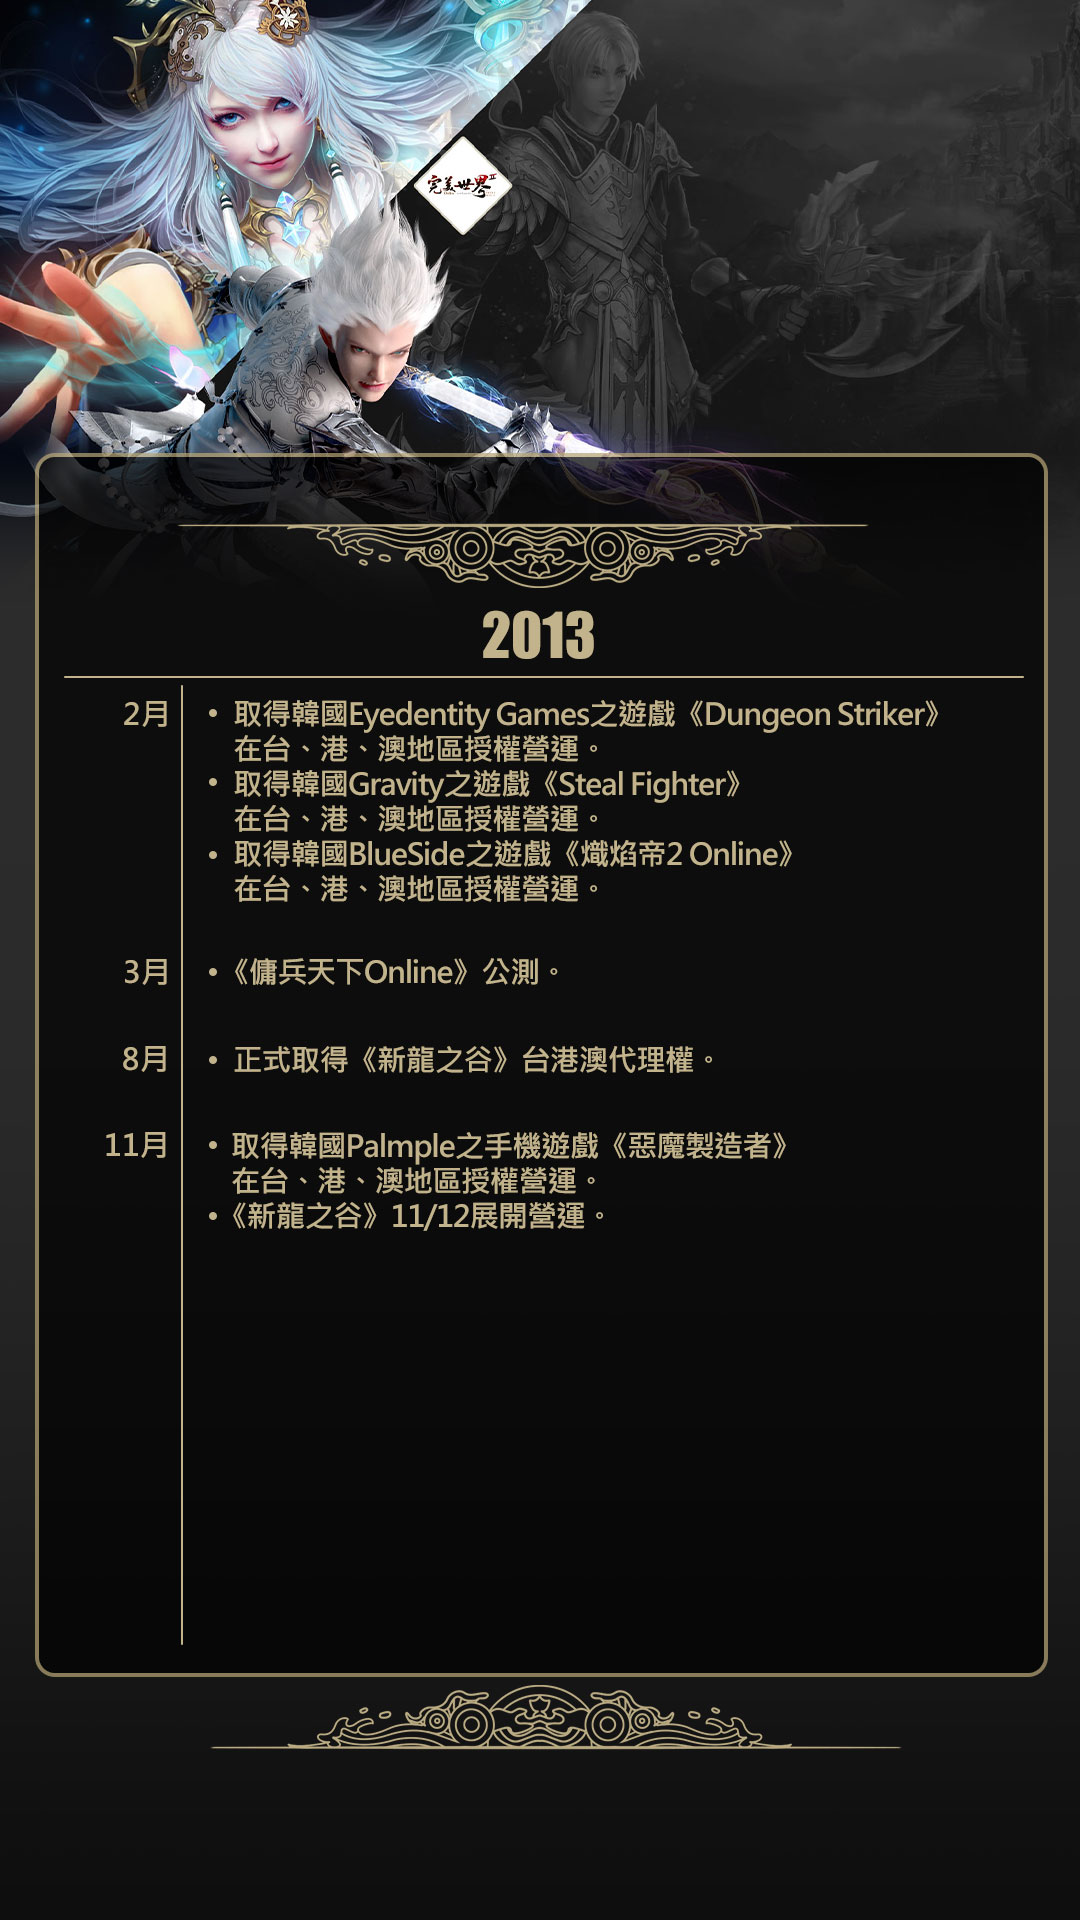 完美世界II
2013
2月
• 取得韓國Eyedentity Games之遊戲《Dungeon Striker》
在台、港、澳地區授權營運。
• 取得韓國Gravity之遊戲《Steal Fighter》
在台、港、澳地區授權營運。
• 取得韓國BlueSide之遊戲《熾焰帝2 Online》
在台、港、澳地區授權營運。
3月
•《傭兵天下Online》公測。
8月
• 正式取得《新龍之谷》台港澳代理權。
11月
• 取得韓國Palmple之手機遊戲《惡魔製造者》
在台、港、澳地區授權營運。
•《新龍之谷》11/12展開營運。